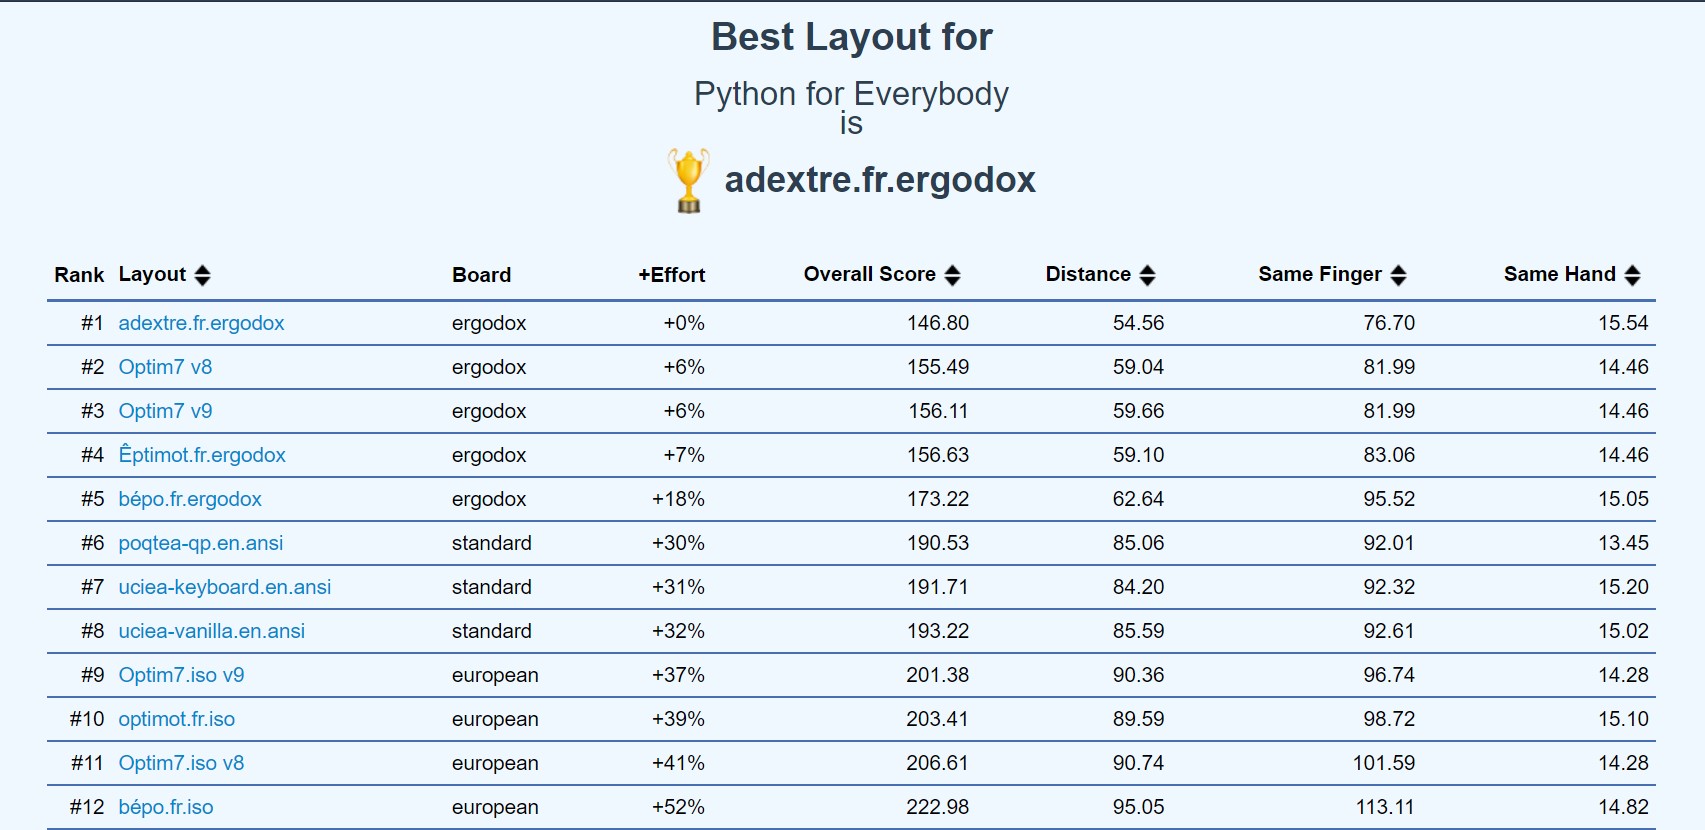 Best Layout for
Python for Everybody
is
adextre.fr.ergodox
Rank Layout Board +Effort Overall Score Distance Same Finger Same Hand
#1 adextre.fr.ergodox ergodox +0% 146.80 54.56 76.70 15.54
#2 Optim7 v8 ergodox +6% 155.49 59.04 81.99 14.46
#3 Optim7 v9 ergodox +6% 156.11 59.66 81.99 14.46
#4 Êptimot.fr.ergodox ergodox +7% 156.63 59.10 83.06 14.46
#5 bépo.fr.ergodox ergodox +18% 173.22 62.64 95.52 15.05
#6 poqtea-qp.en.ansi standard +30% 190.53 85.06 92.01 13.45
#7 uciea-keyboard.en.ansi standard +31% 191.71 84.20 92.32 15.20
#8 uciea-vanilla.en.ansi standard +32% 193.22 85.59 92.61 15.02
#9 Optim7.iso v9 european +37% 201.38 90.36 96.74 14.28
#10 optimot.fr.iso european +39% 203.41 89.59 98.72 15.10
#11 Optim7.iso v8 european +41% 206.61 90.74 101.59 14.28
#12 bépo.fr.iso european +52% 222.98 95.05 113.11 14.82